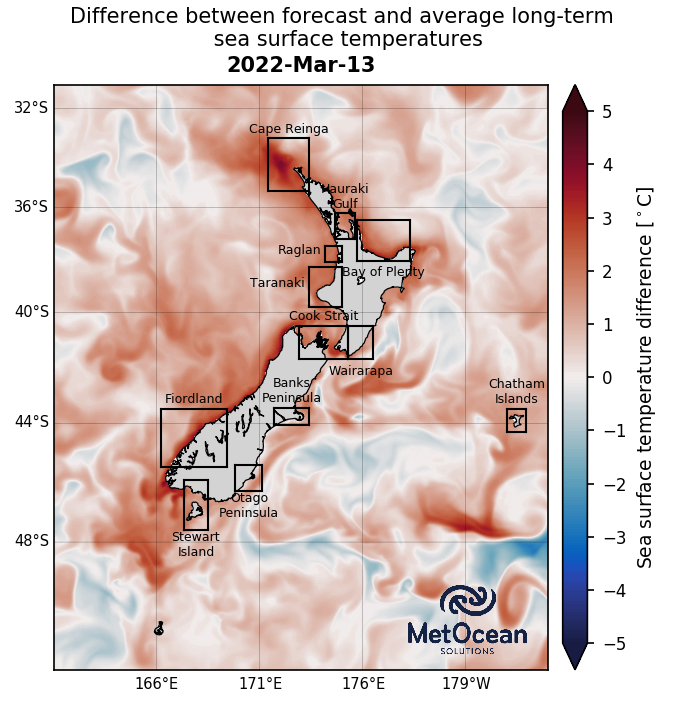 Difference between forecast and average long-term
sea surface temperatures
2022-Mar-13
32°S
36°S
40°S
44°S
48°S
166°E
171°E
176°E
179°W
Cape Reinga
Hauraki
Gulf
Raglan
Bay of Plenty
Taranaki
Cook Strait
Wairarapa
Banks
Peninsula
Fiordland
Chatham
Islands
Otago
Peninsula
Stewart
Island
MetOcean
SOLUTIONS
5
4
3
2
1
0
−1
−2
−3
−4
−5
Sea surface temperature difference [°C]